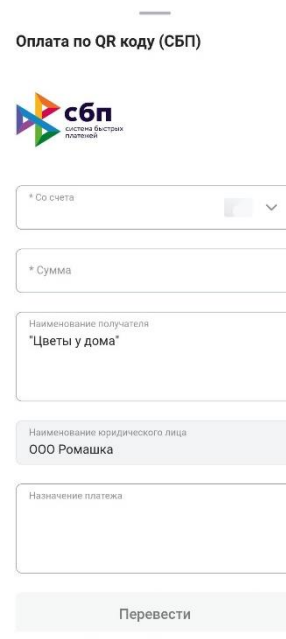 Оплата по QR коду (СБП)
сбп
система быстрых
платежей
* Со счета
* Сумма
Наименование получателя
"Цветы у дома"
Наименование юридического лица
ООО Ромашка
Назначение платежа
Перевести